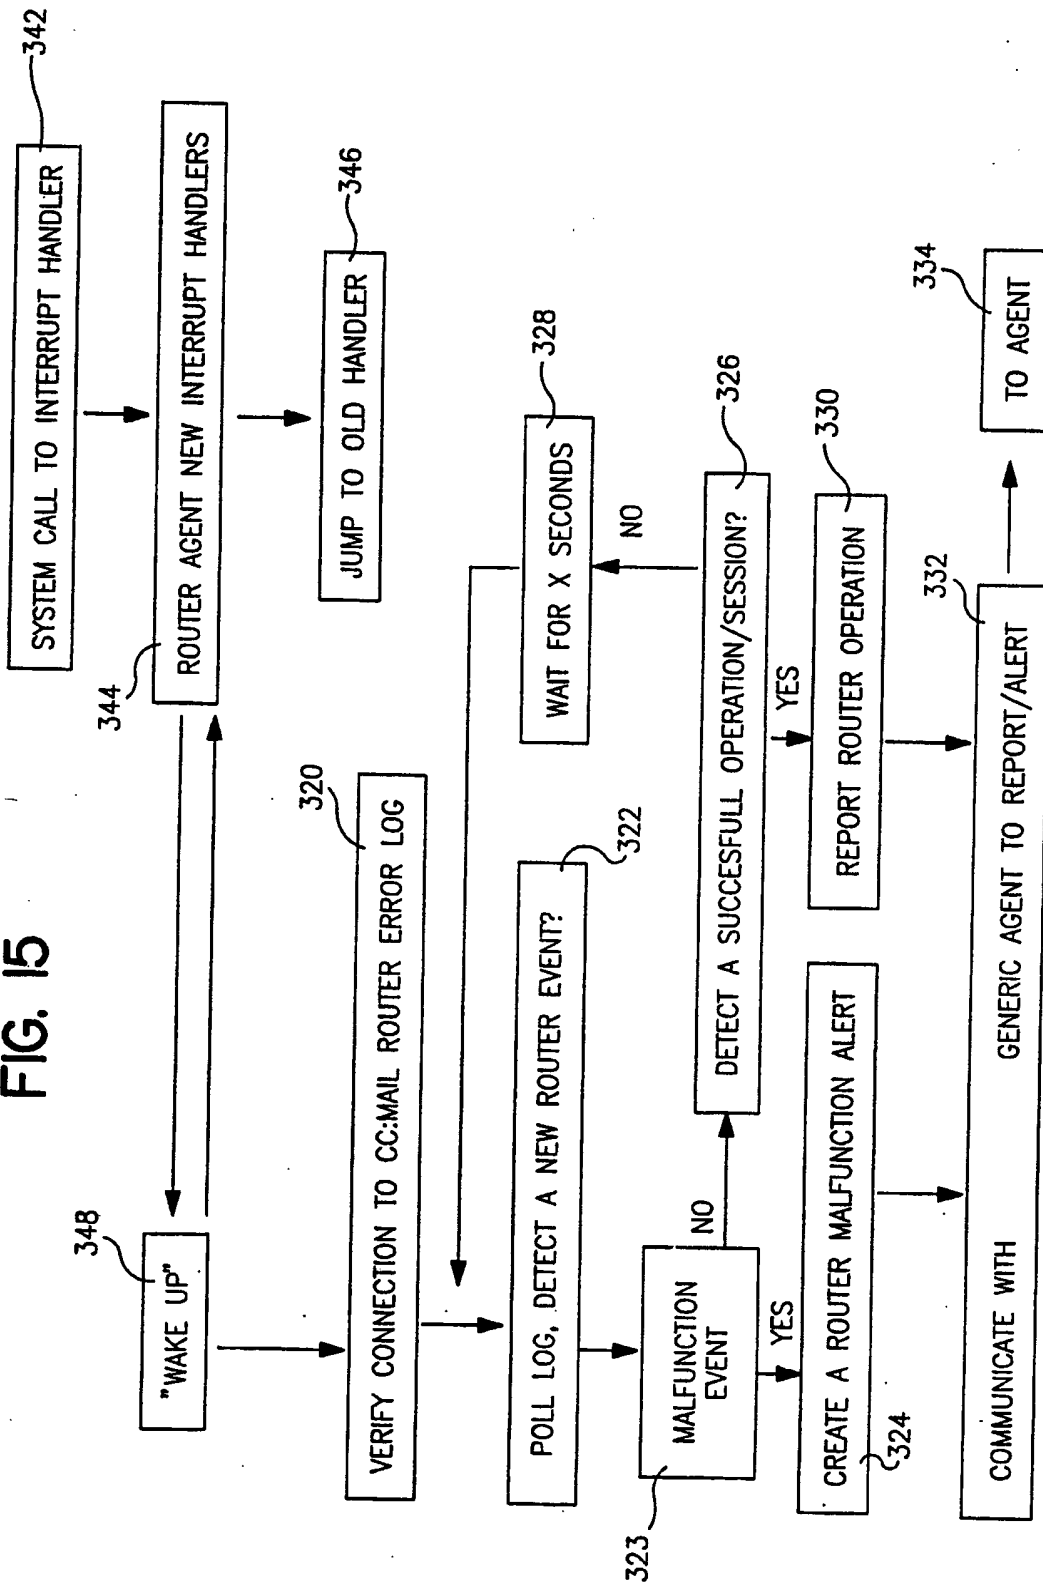 FIG. 15
342
SYSTEM CALL TO INTERRUPT HANDLER
344
ROUTER AGENT NEW INTERRUPT HANDLERS
346
JUMP TO OLD HANDLER
348
"WAKE UP"
320
VERIFY CONNECTION TO CC:MAIL ROUTER ERROR LOG
328
WAIT FOR X SECONDS
322
POLL LOG, DETECT A NEW ROUTER EVENT?
NO
323
MALFUNCTION
EVENT
NO
326
DETECT A SUCCESFULL OPERATION/SESSION?
YES
YES
324
CREATE A ROUTER MALFUNCTION ALERT
330
REPORT ROUTER OPERATION
332
COMMUNICATE WITH GENERIC AGENT TO REPORT/ALERT
334
TO AGENT